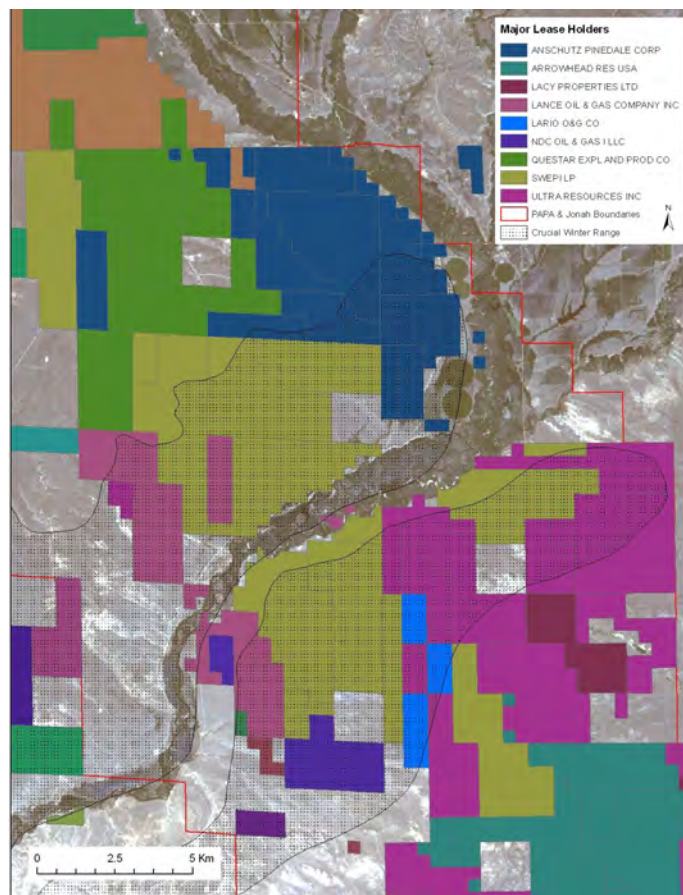 Major Lease Holders
ANSCHUTZ PINEDALE CORP
ARROWHEAD RES USA
LACY PROPERTIES LTD
LANCE OIL & GAS COMPANY INC
LARIO O&G CO
NDC OIL & GAS I LLC
QUESTAR EXPL AND PROD CO
SWEPI LP
ULTRA RESOURCES INC
PAPA & Jonah Boundaries
Crucial Winter Range
N
0 2.5 5 Km